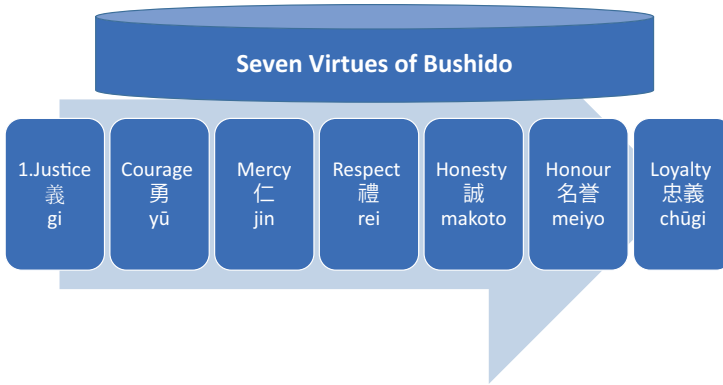 Seven Virtues of Bushido
1.Justice
義
gi
Courage
勇
yū
Mercy
仁
jin
Respect
禮
rei
Honesty
誠
makoto
Honour
名誉
meiyo
Loyalty
忠義
chūgi